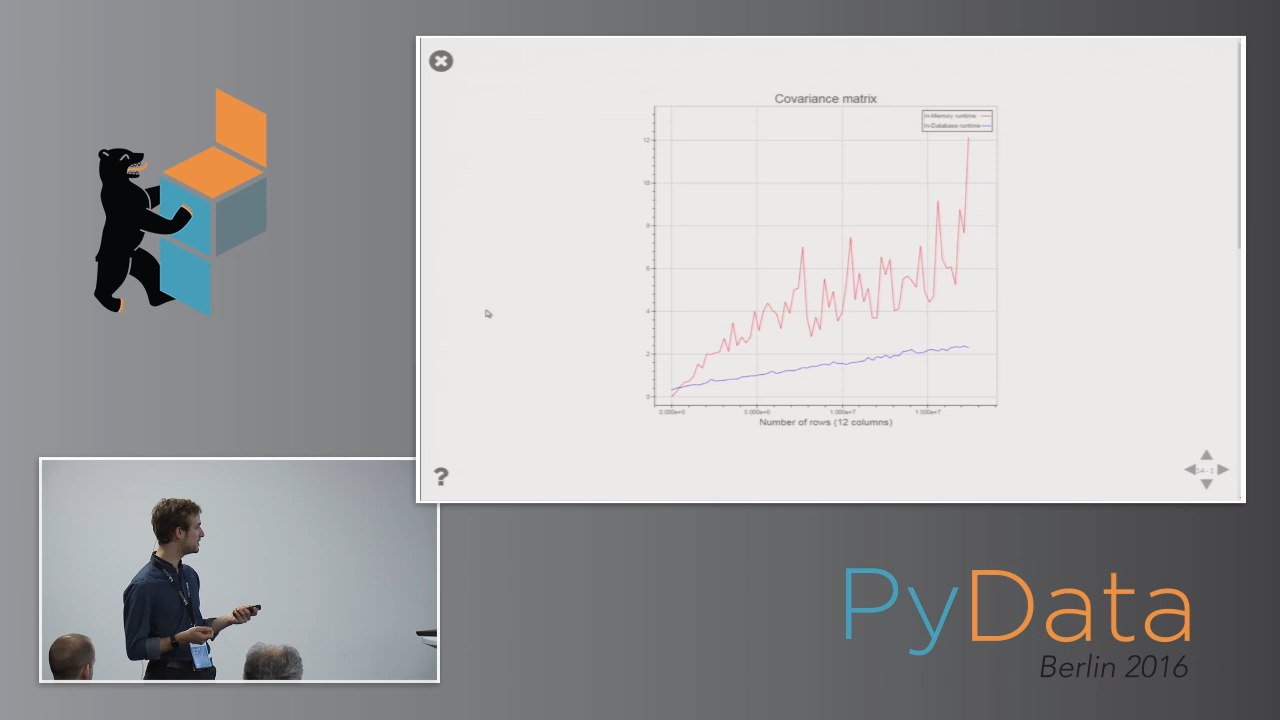 Covariance matrix
In-Memory runtime
In-Database runtime
12
10
8
6
4
2
0
0.000e+0
5.000e+6
1.000e+7
1.500e+7
Number of rows (12 columns)
?
PyData
Berlin 2016